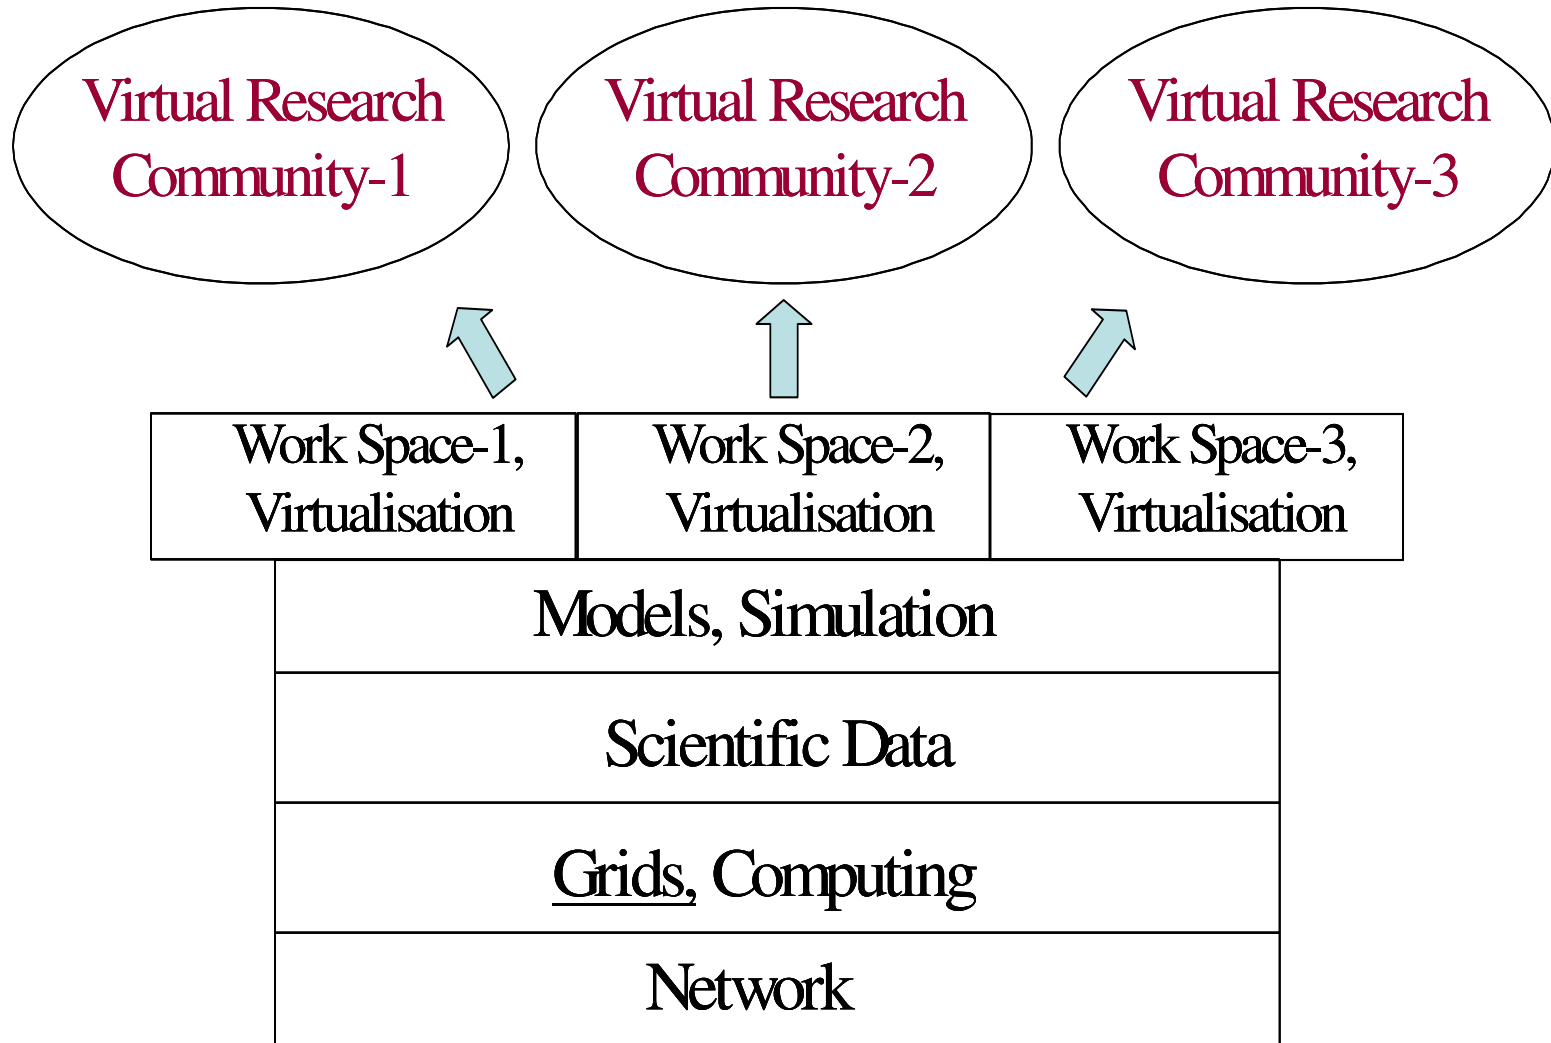 Virtual Research
Community-1
Virtual Research
Community-2
Virtual Research
Community-3
Work Space-1,
Virtualisation
Work Space-2,
Virtualisation
Work Space-3,
Virtualisation
Models, Simulation
Scientific Data
Grids, Computing
Network